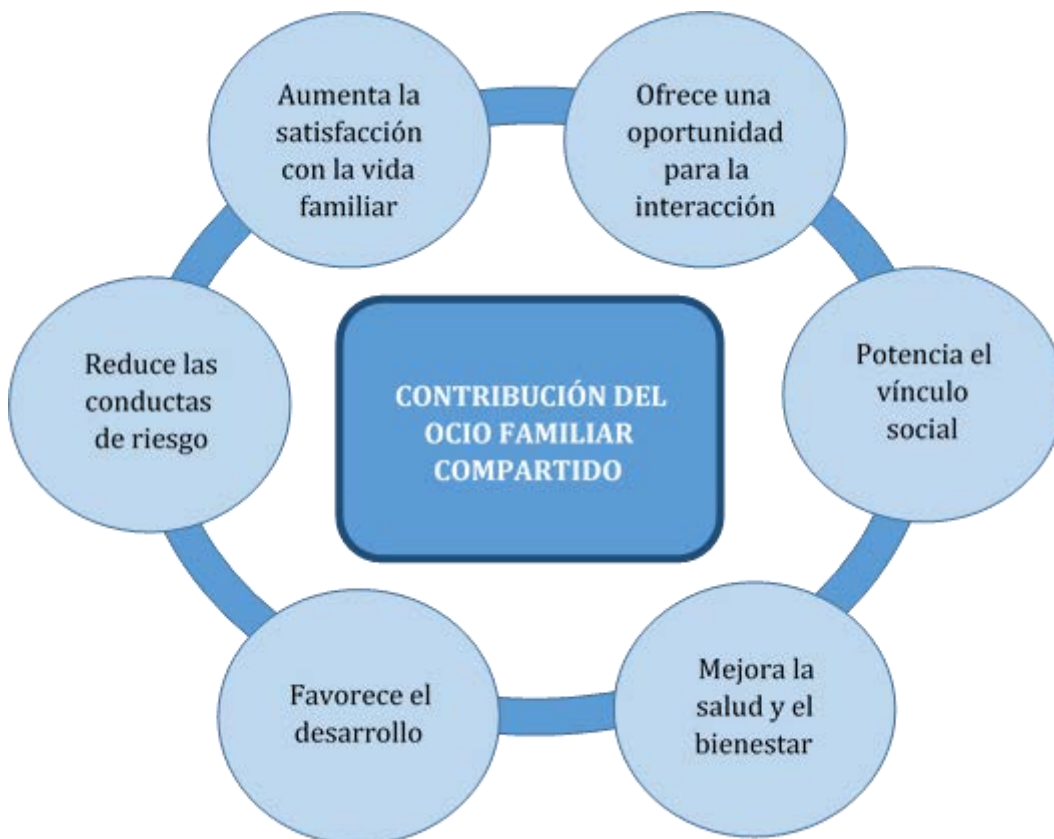 Aumenta la
satisfacción
con la vida
familiar
Ofrece una
oportunidad
para la
interacción
Reduce las
conductas
de riesgo
CONTRIBUCIÓN DEL
OCIO FAMILIAR
COMPARTIDO
Potencia el
vínculo
social
Favorece el
desarrollo
Mejora la
salud y el
bienestar